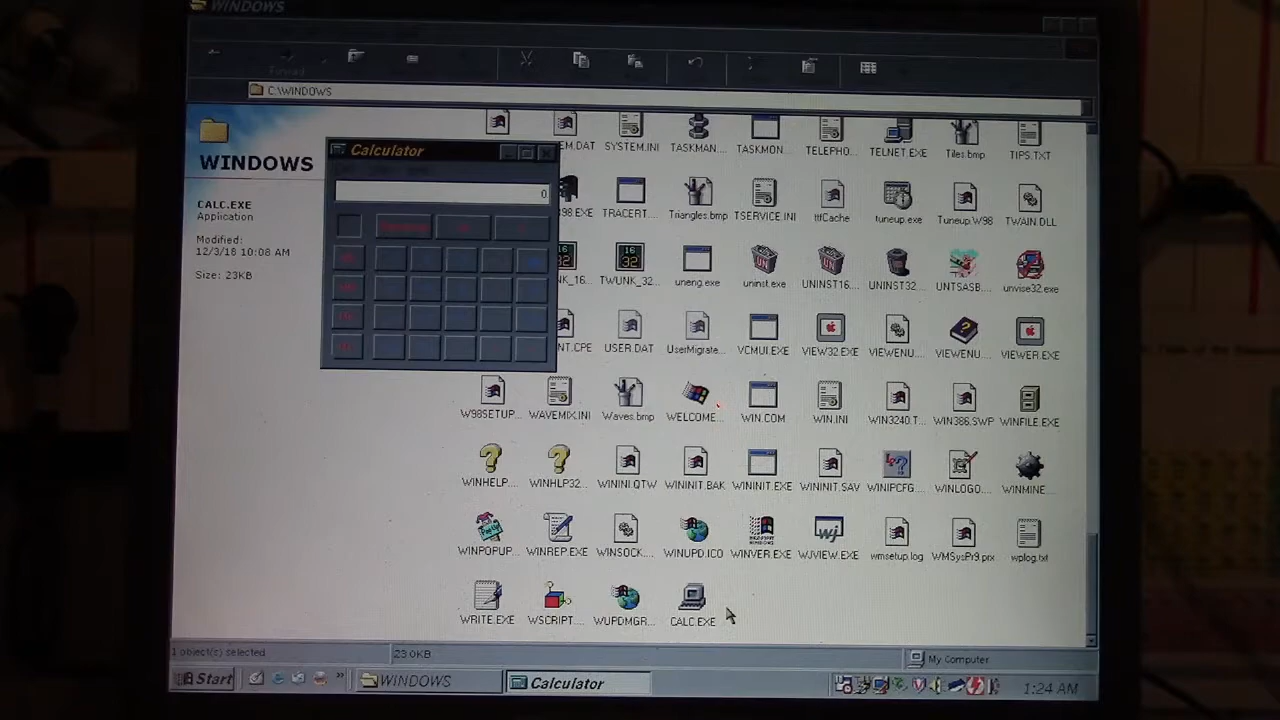 WINDOWS
C:\WINDOWS
WINDOWS
CALC.EXE
Application
Modified:
12/3/16 10:08 AM
Size: 23KB
Calculator
0
SYSTEM.INI TASKMAN... TASKMON... TELEPHO... TELNET.EXE Tiles.bmp TIPS.TXT
TRACERT.... Triangles.bmp TSERVICE.INI ttfCache tuneup.exe Tuneup.W98 TWAIN.DLL
TWUNK_32... uneng.exe uninst.exe UNINST16... UNINST32... UNTSASB... unvise32.exe
USER.DAT UserMigrate... VCMUI.EXE VIEW32.EXE VIEWENU... VIEWENU... VIEWER.EXE
W98SETUP... WAVEMIX.INI Waves.bmp WELCOME... WIN.COM WIN.INI WIN3240.T... WIN386.SWP WINFILE.EXE
WINHELP.... WINHLP32... WININI.QTW WININIT.BAK WININIT.EXE WININIT.SAV WINIPCFG... WINLOGO.... WINMINE...
WINPOPUP... WINREP.EXE WINSOCK.... WINUPD.ICO WINVER.EXE WJVIEW.EXE wmsetup.log WMSysPr9.prx wplog.txt
WRITE.EXE WSCRIPT.... WUPDMGR... CALC.EXE
1 object(s) selected 23.0KB My Computer
Start WINDOWS Calculator 1:24 AM